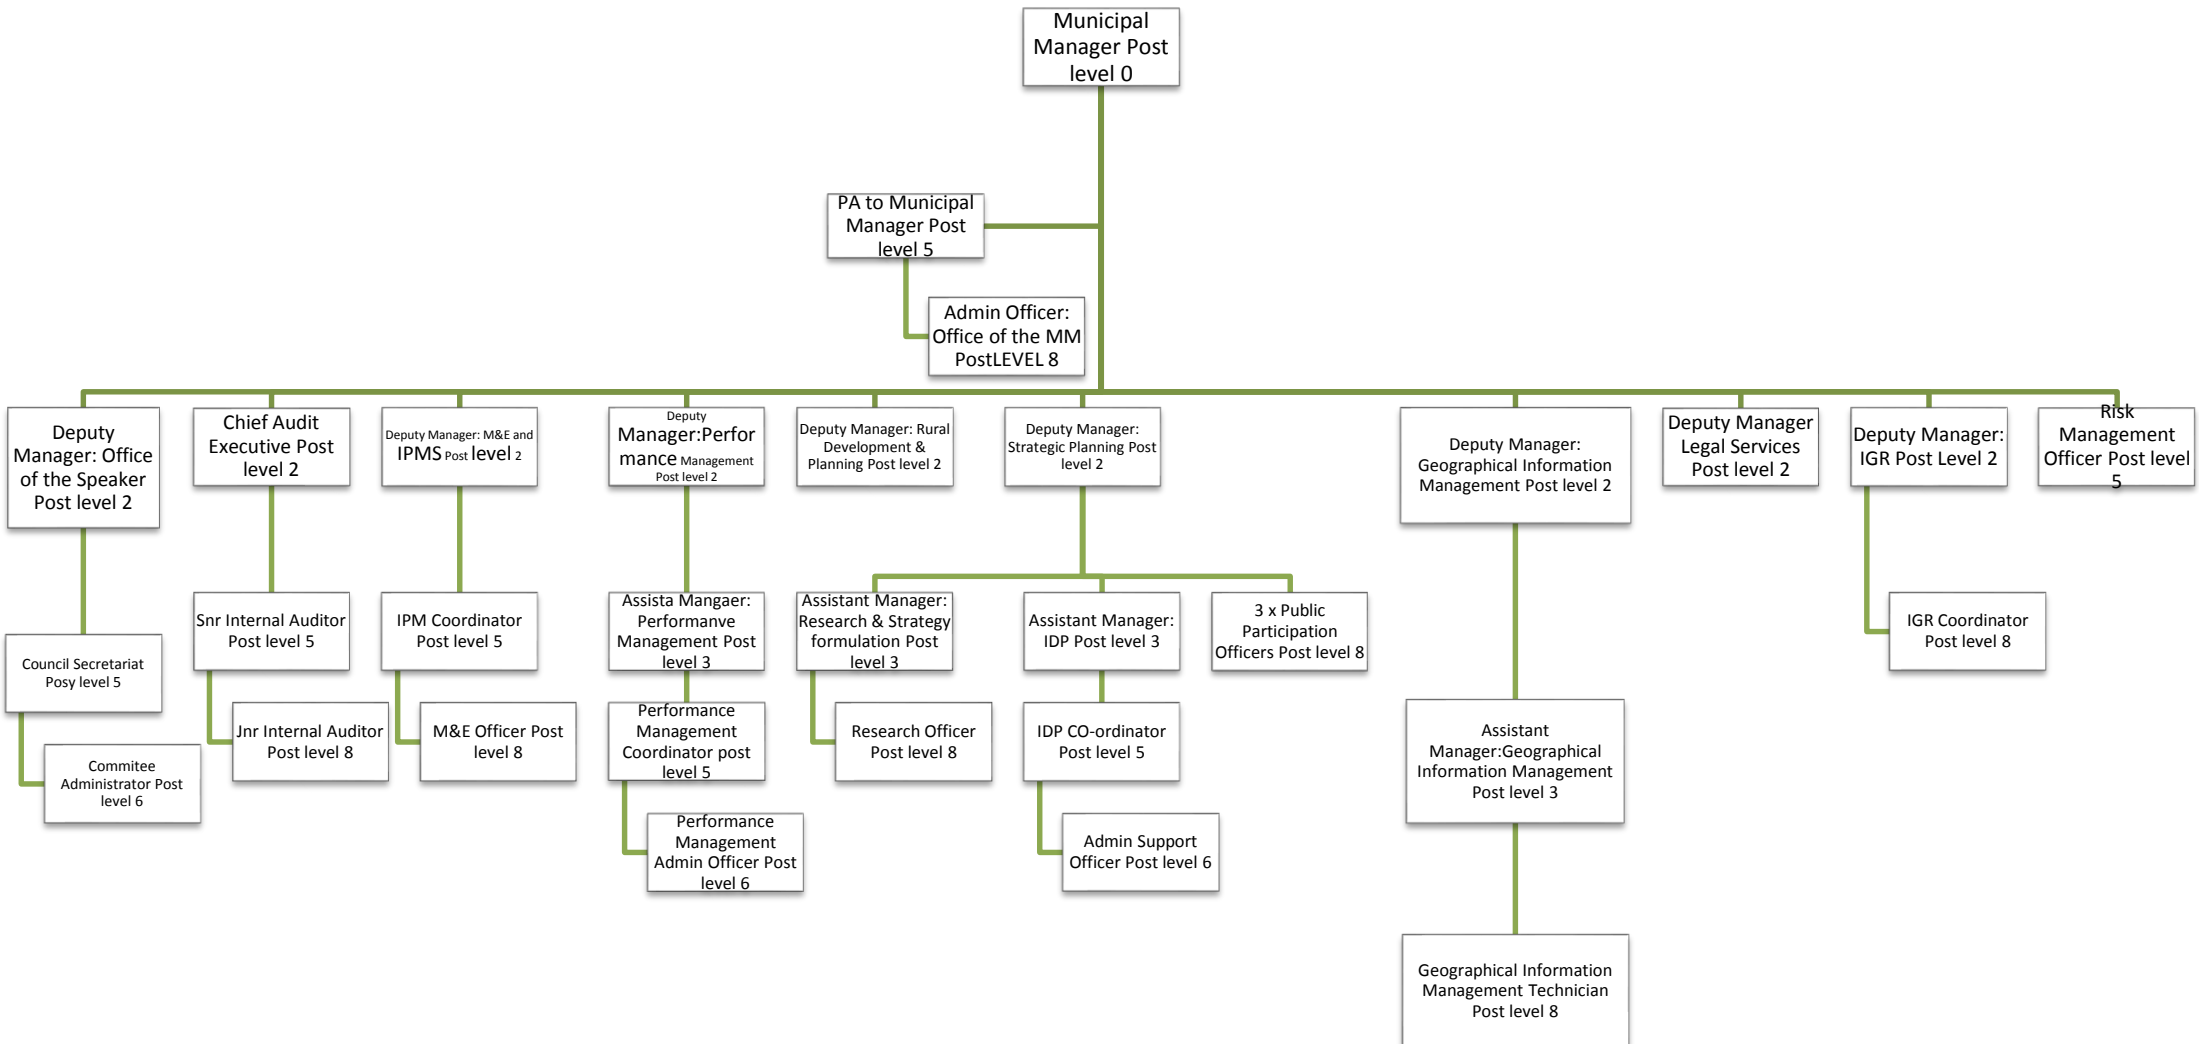 Municipal
Manager Post
level 0
PA to Municipal
Manager Post
level 5
Admin Officer:
Office of the MM
PostLEVEL 8
Deputy
Manager: Office
of the Speaker
Post level 2
Chief Audit
Executive Post
level 2
Deputy Manager: M&E and
IPMS Post level 2
Deputy
Manager:Perfor
mance Management
Post level 2
Deputy Manager: Rural
Development &
Planning Post level 2
Deputy Manager:
Strategic Planning Post
level 2
Deputy Manager:
Geographical Information
Management Post level 2
Deputy Manager
Legal Services
Post level 2
Deputy Manager:
IGR Post Level 2
Risk
Management
Officer Post level
5
Council Secretariat
Posy level 5
Commitee
Administrator Post
level 6
Snr Internal Auditor
Post level 5
Jnr Internal Auditor
Post level 8
IPM Coordinator
Post level 5
M&E Officer Post
level 8
Assista Mangaer:
Performanve
Management Post
level 3
Performance
Management
Coordinator post
level 5
Performance
Management
Admin Officer Post
level 6
Assistant Manager:
Research & Strategy
formulation Post
level 3
Research Officer
Post level 8
Assistant Manager:
IDP Post level 3
IDP CO-ordinator
Post level 5
Admin Support
Officer Post level 6
3 x Public
Participation
Officers Post level 8
Assistant
Manager:Geographical
Information Management
Post level 3
Geographical Information
Management Technician
Post level 8
IGR Coordinator
Post level 8